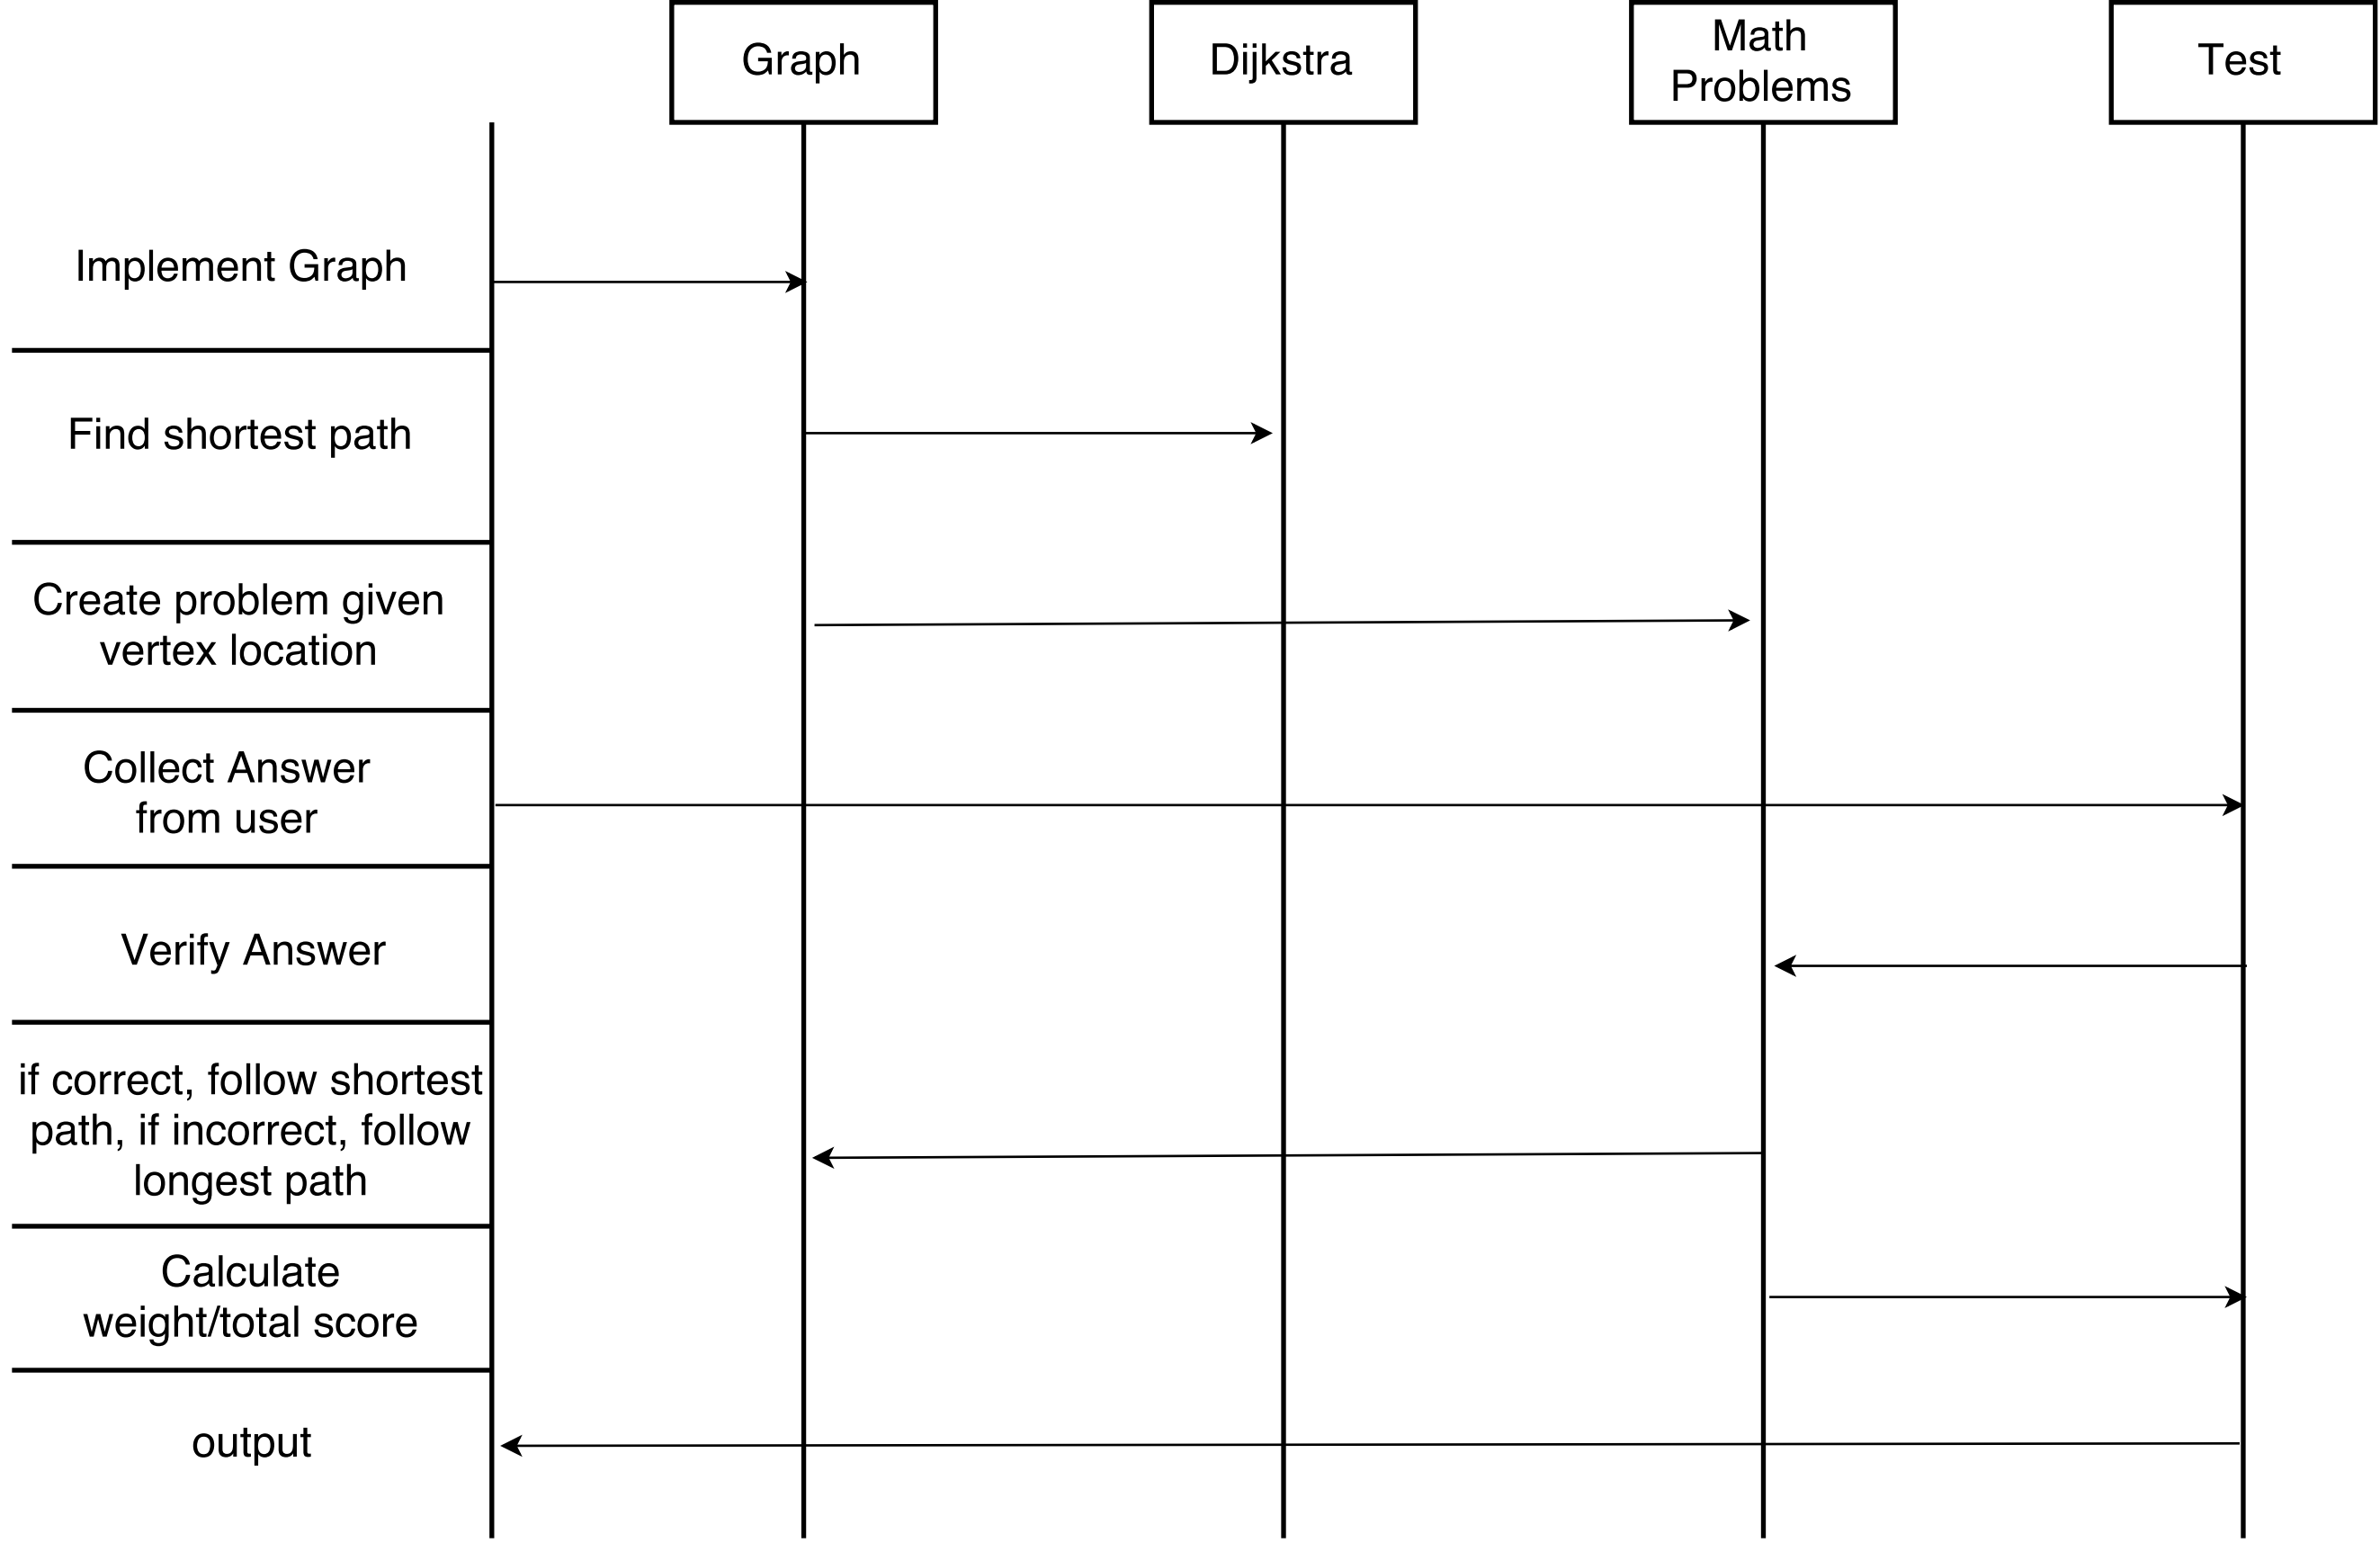 Graph
Dijkstra
Math
Problems
Test
Implement Graph
Find shortest path
Create problem given
vertex location
Collect Answer
from user
Verify Answer
if correct, follow shortest
path, if incorrect, follow
longest path
Calculate
weight/total score
output